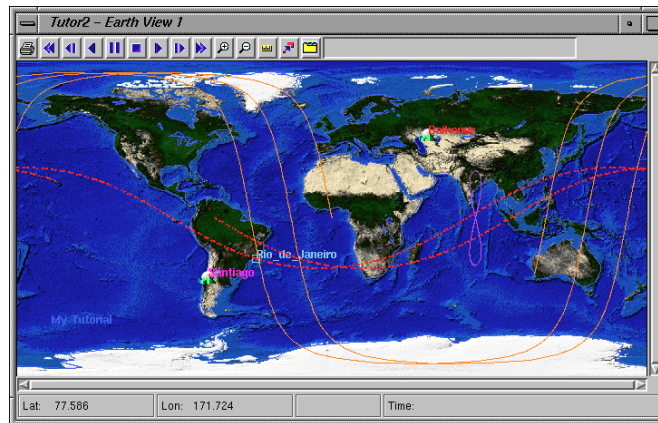 Tutor2 – Earth View 1
Baikonur
Rio_de_Janeiro
Santiago
My Tutorial
Lat: 77.586
Lon: 171.724
Time: